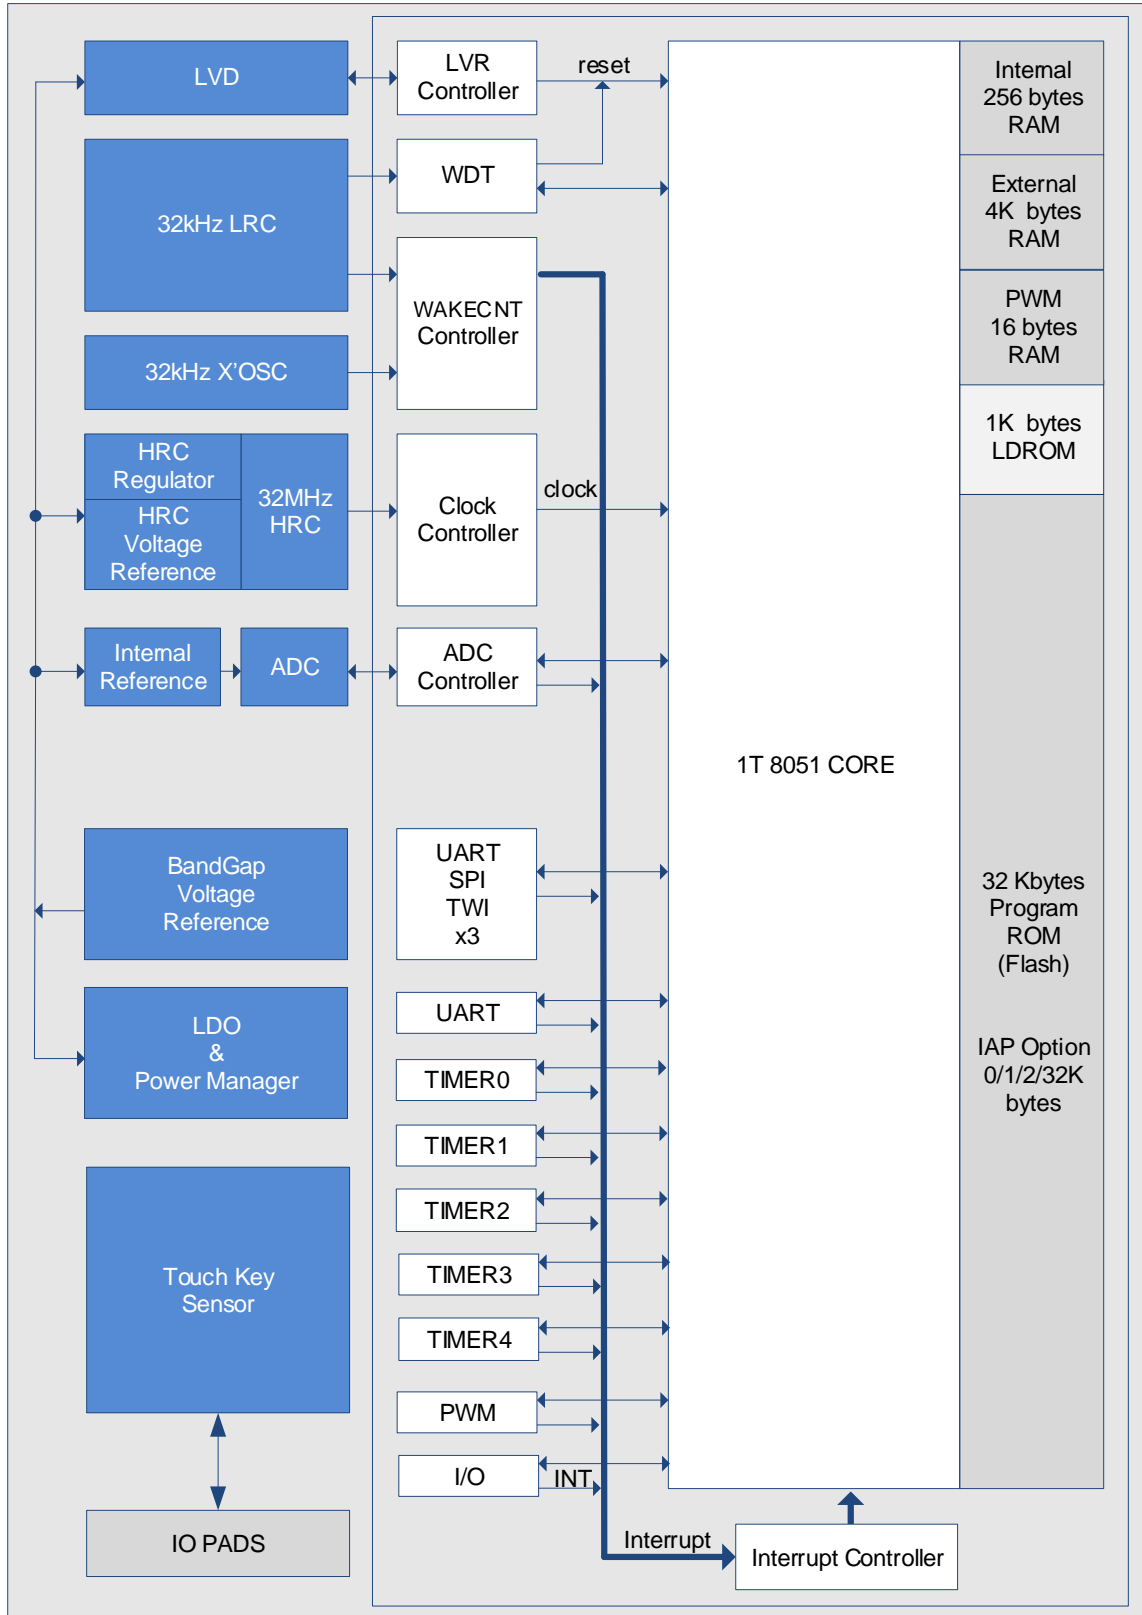 LVD
LVR
Controller
reset
Internal
256 bytes
RAM
WDT
32kHz LRC
External
4K bytes
RAM
WAKECNT
Controller
PWM
16 bytes
RAM
32kHz X'OSC
1K bytes
LDROM
HRC
Regulator
HRC
Voltage
Reference
32MHz
HRC
Clock
Controller
clock
Internal
Reference
ADC
ADC
Controller
1T 8051 CORE
BandGap
Voltage
Reference
UART
SPI
TWI
x3
32 Kbytes
Program
ROM
(Flash)
IAP Option
0/1/2/32K
bytes
LDO
&
Power Manager
UART
TIMER0
TIMER1
TIMER2
Touch Key
Sensor
TIMER3
TIMER4
PWM
I/O
INT
IO PADS
Interrupt
Interrupt Controller